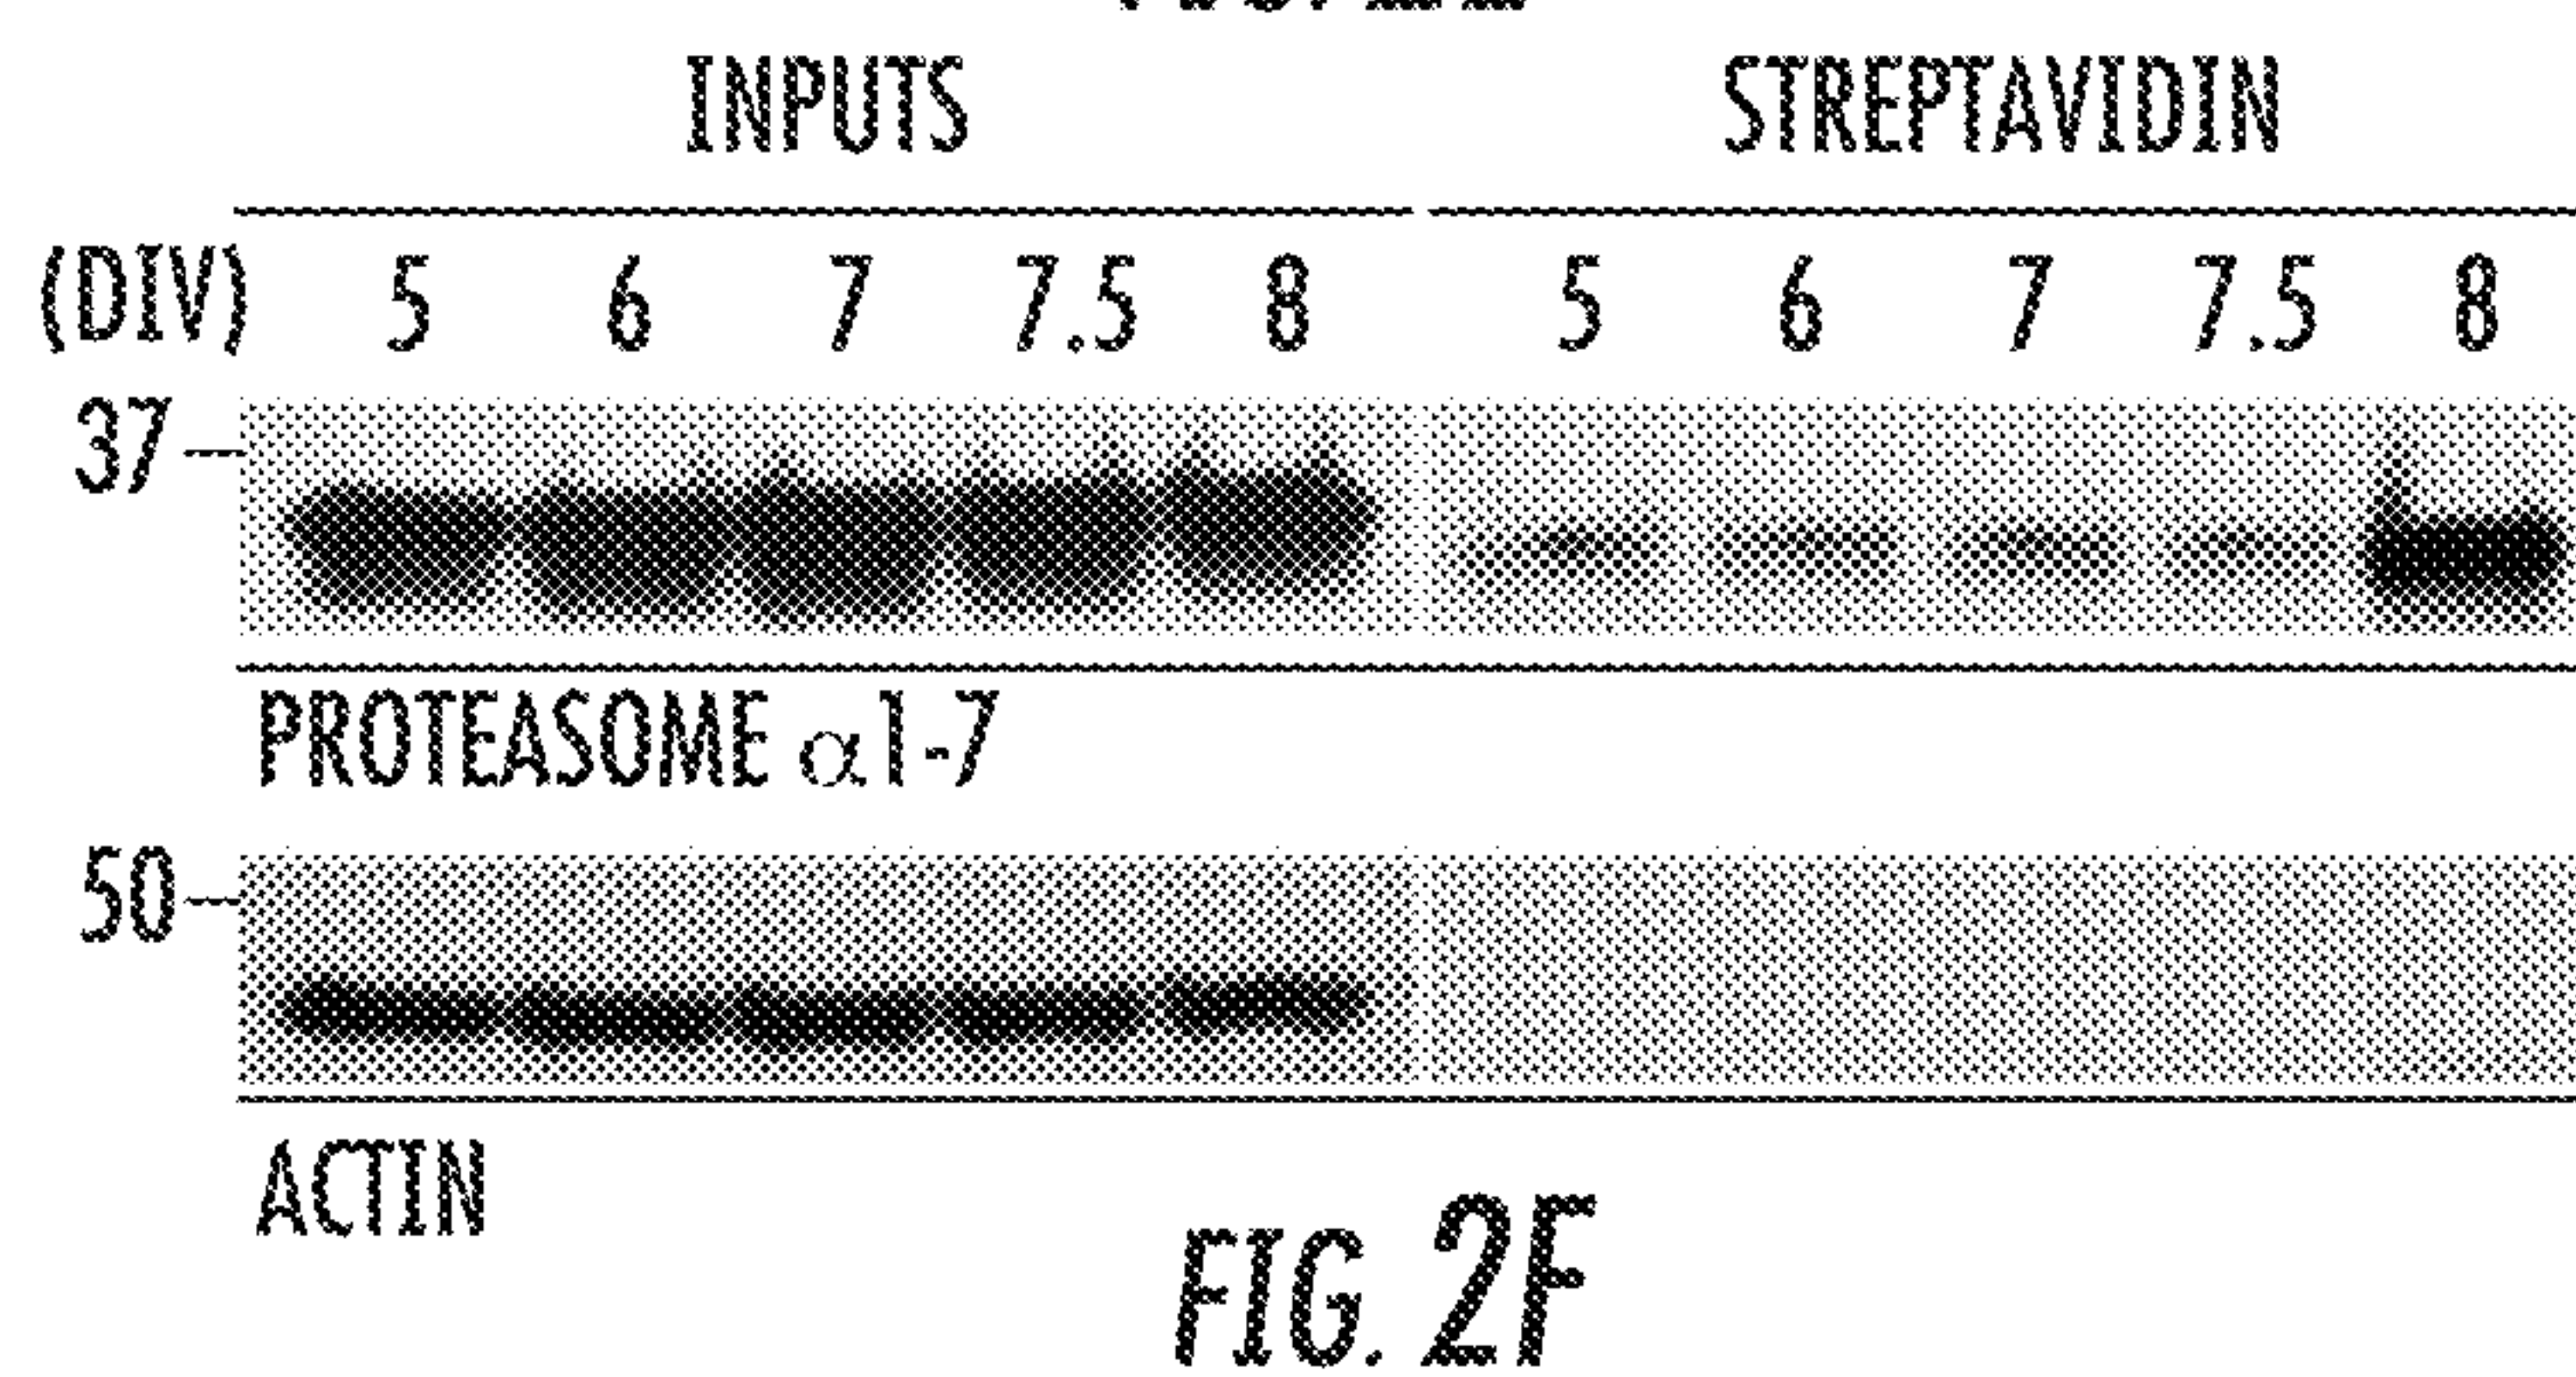 INPUTS STREPTAVIDIN
(DIV) 5 6 7 7.5 8 5 6 7 7.5 8
37
PROTEASOME α1-7
50
ACTIN
FIG. 2F